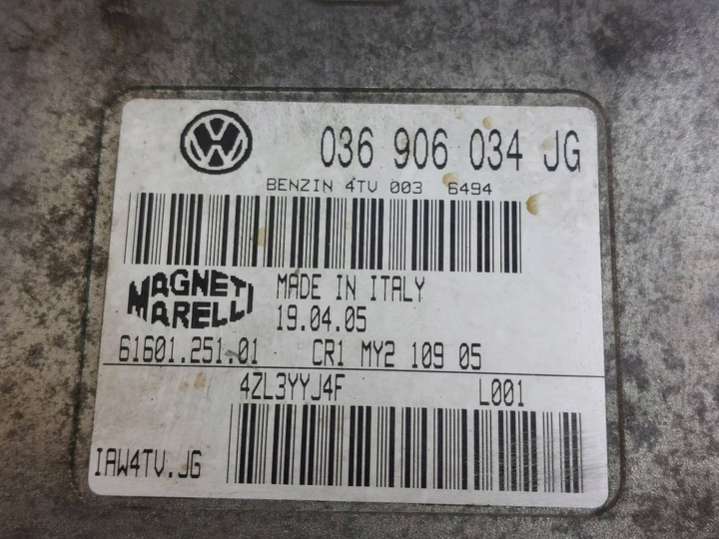 036 906 034 JG
BENZIN 4TV 003 6494
MAGNETI MARELLI
MADE IN ITALY
19.04.05
61601.251.01 CR1 MY2 109 05
4ZL3YYJ4F L001
IAW4TV.JG